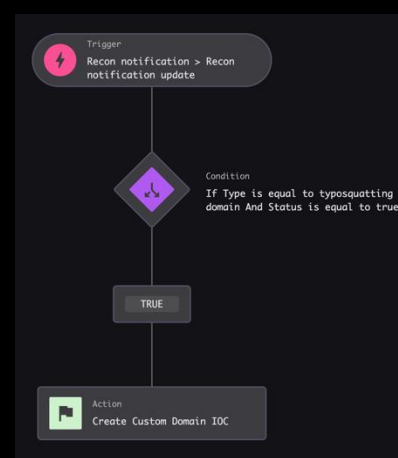 Trigger
Recon notification > Recon
notification update
Condition
If Type is equal to typosquatting
domain And Status is equal to true
TRUE
Action
Create Custom Domain IOC